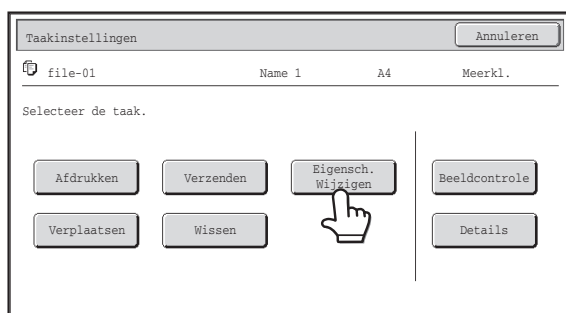 Taakinstellingen Annuleren
file-01 Name 1 A4 Meerkl.
Selecteer de taak.
Afdrukken Verzenden Eigensch. Wijzigen Beeldcontrole
Verplaatsen Wissen Details